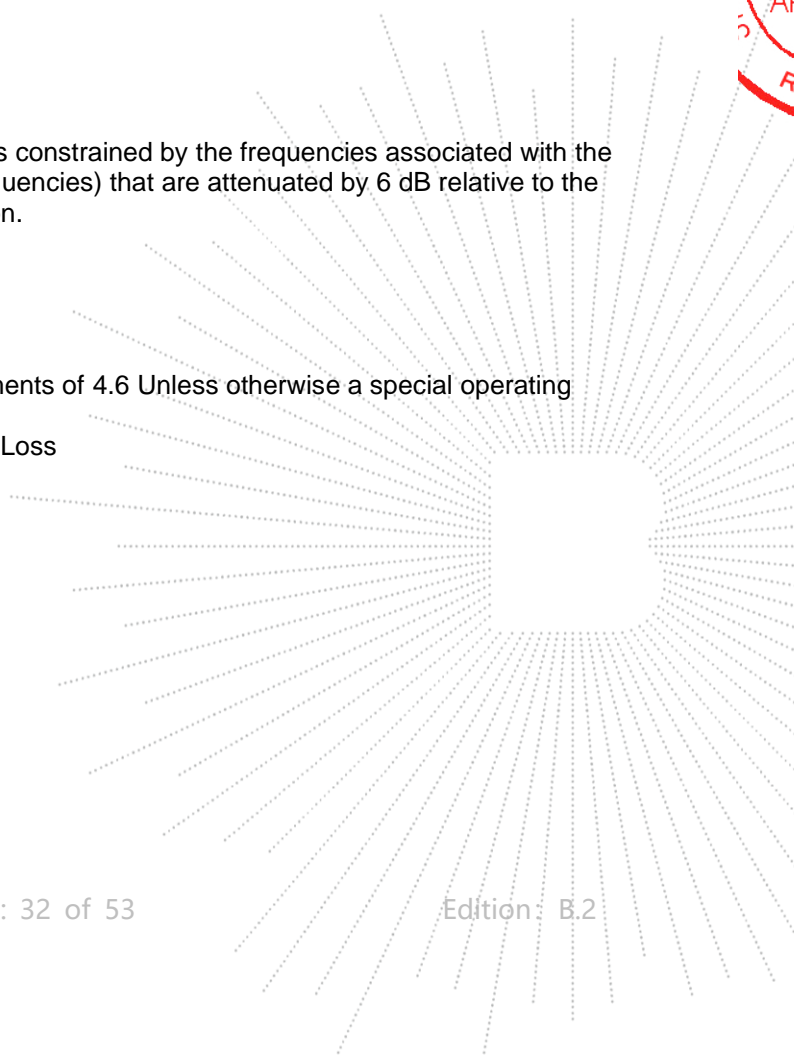 s constrained by the frequencies associated with the
uencies) that are attenuated by 6 dB relative to the
n.
nents of 4.6 Unless otherwise a special operating
Loss
: 32 of 53 Edition: B.2